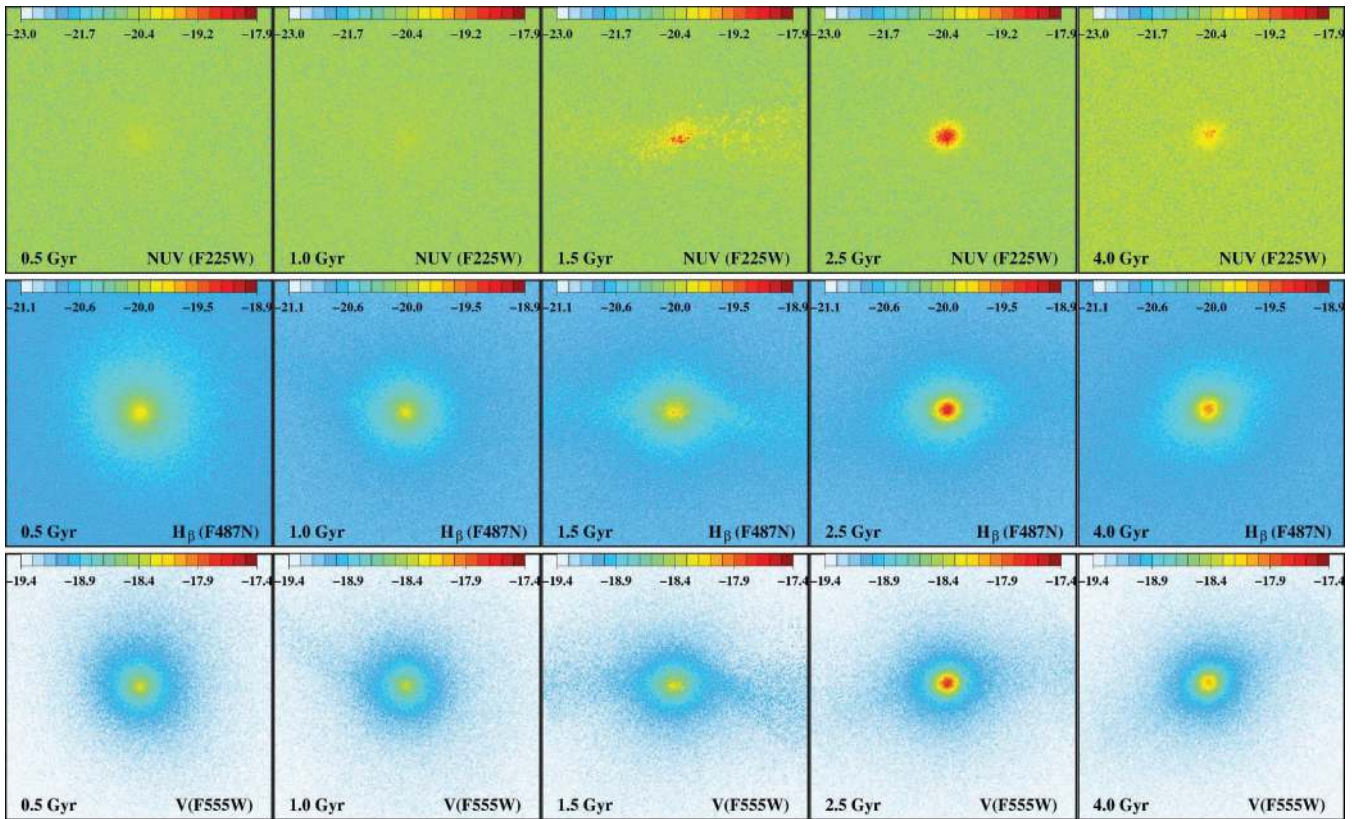 −23.0 −21.7 −20.4 −19.2 −17.9
−23.0 −21.7 −20.4 −19.2 −17.9
−23.0 −21.7 −20.4 −19.2 −17.9
−23.0 −21.7 −20.4 −19.2 −17.9
−23.0 −21.7 −20.4 −19.2 −17.9
0.5 Gyr NUV (F225W)
1.0 Gyr NUV (F225W)
1.5 Gyr NUV (F225W)
2.5 Gyr NUV (F225W)
4.0 Gyr NUV (F225W)
−21.1 −20.6 −20.0 −19.5 −18.9
−21.1 −20.6 −20.0 −19.5 −18.9
−21.1 −20.6 −20.0 −19.5 −18.9
−21.1 −20.6 −20.0 −19.5 −18.9
−21.1 −20.6 −20.0 −19.5 −18.9
0.5 Gyr Hβ (F487N)
1.0 Gyr Hβ (F487N)
1.5 Gyr Hβ (F487N)
2.5 Gyr Hβ (F487N)
4.0 Gyr Hβ (F487N)
−19.4 −18.9 −18.4 −17.9 −17.4
−19.4 −18.9 −18.4 −17.9 −17.4
−19.4 −18.9 −18.4 −17.9 −17.4
−19.4 −18.9 −18.4 −17.9 −17.4
−19.4 −18.9 −18.4 −17.9 −17.4
0.5 Gyr V(F555W)
1.0 Gyr V(F555W)
1.5 Gyr V(F555W)
2.5 Gyr V(F555W)
4.0 Gyr V(F555W)